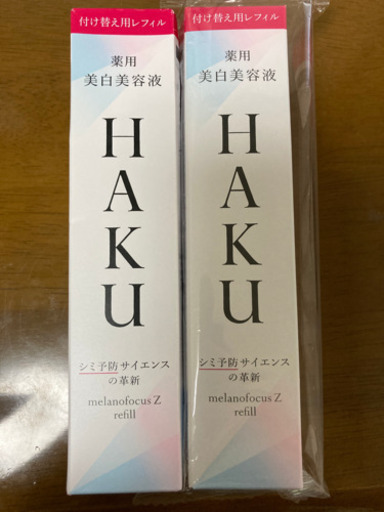 付け替え用レフィル
薬用
美白美容液
HAKU
シミ予防サイエンス
の革新
melanofocus Z
refill
付け替え用レフィル
薬用
美白美容液
HAKU
シミ予防サイエンス
の革新
melanofocus Z
refill